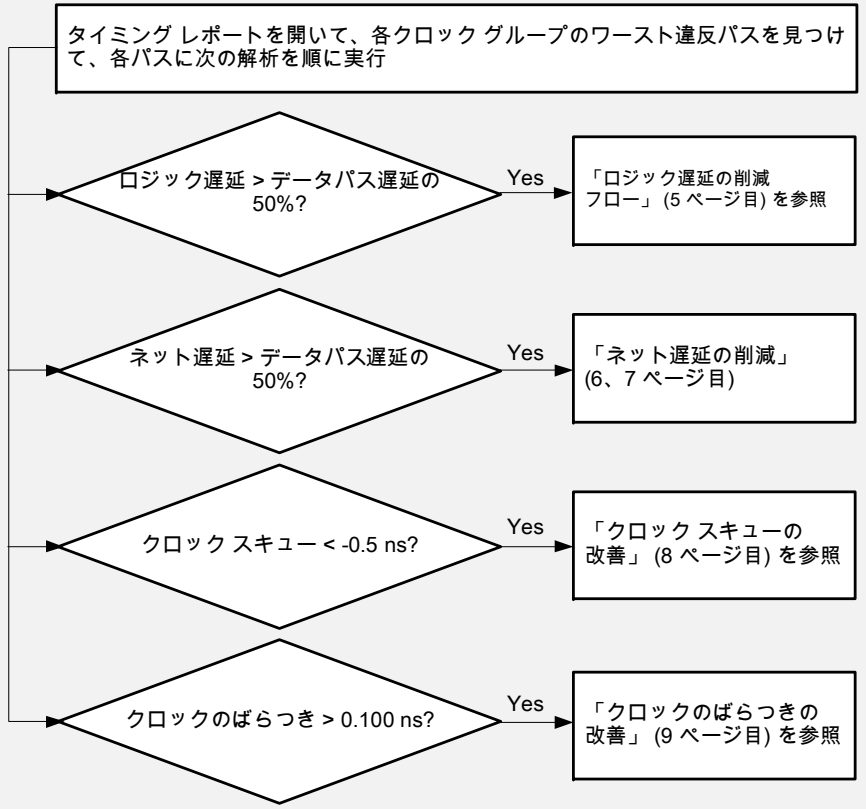 タイミング レポートを開いて、各クロック グループのワースト違反パスを見つけ
て、各パスに次の解析を順に実行
ロジック遅延 > データパス遅延の
50%?
Yes
「ロジック遅延の削減
フロー」 (5 ページ目) を参照
ネット遅延 > データパス遅延の
50%?
Yes
「ネット遅延の削減」
(6、7 ページ目)
クロック スキュー < -0.5 ns?
Yes
「クロック スキューの
改善」 (8 ページ目) を参照
クロックのばらつき > 0.100 ns?
Yes
「クロックのばらつきの
改善」 (9 ページ目) を参照